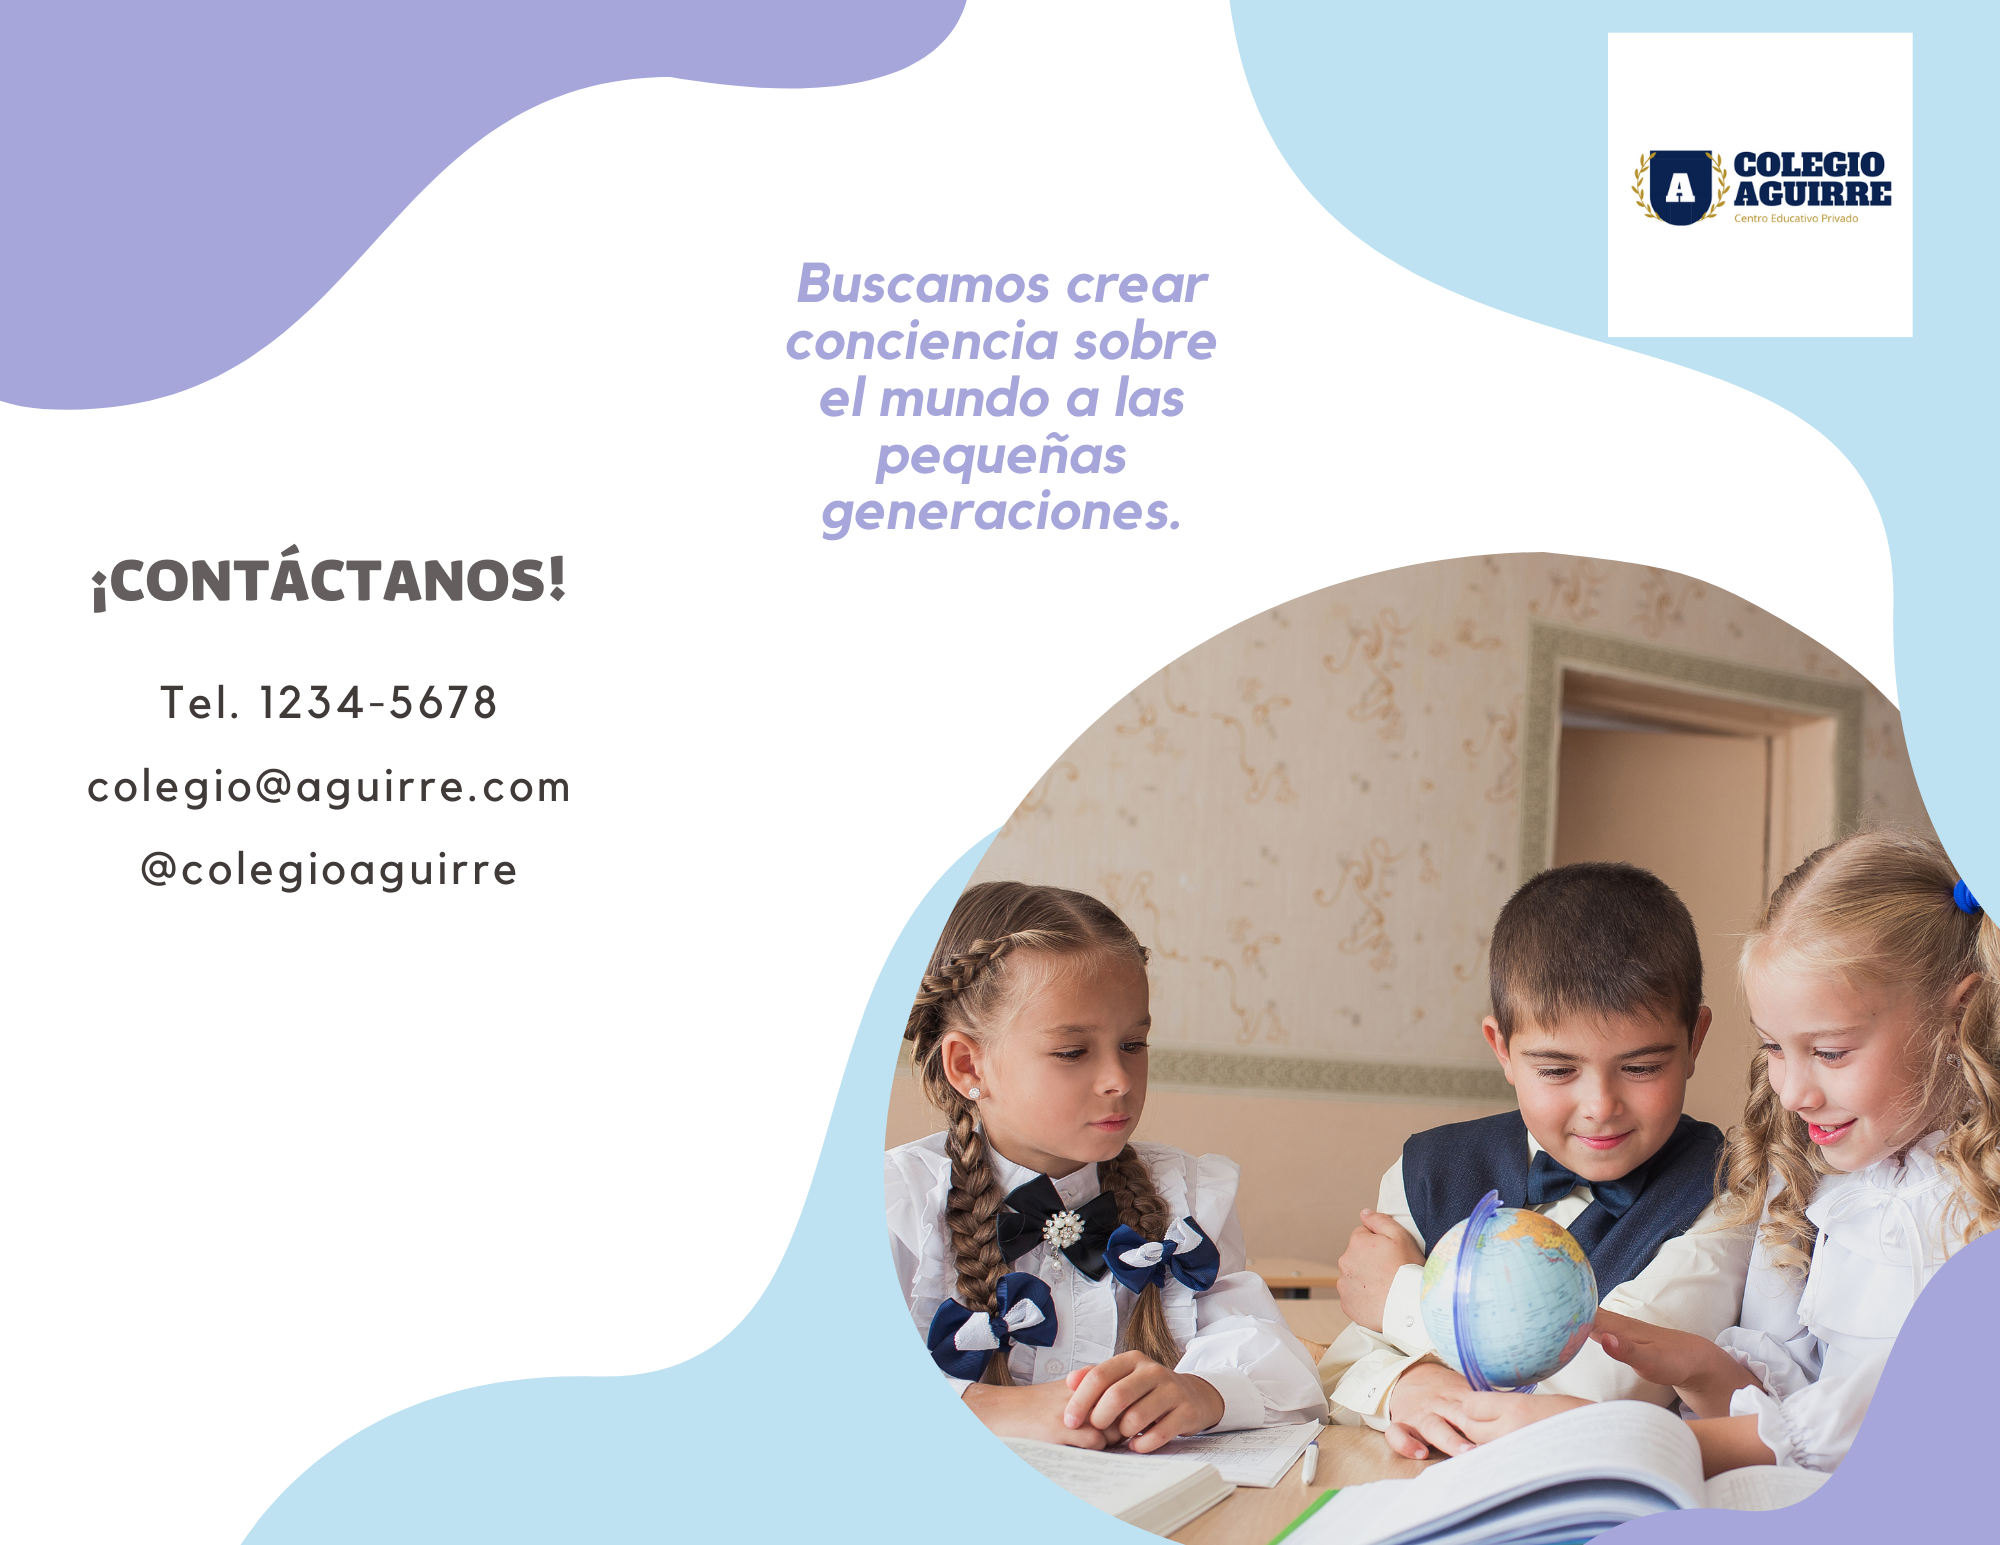 A
COLEGIO
AGUIRRE
Centro Educativo Privado
Buscamos crear
conciencia sobre
el mundo a las
pequeñas
generaciones.
¡CONTÁCTANOS!
Tel. 1234-5678
colegio@aguirre.com
@colegioaguirre